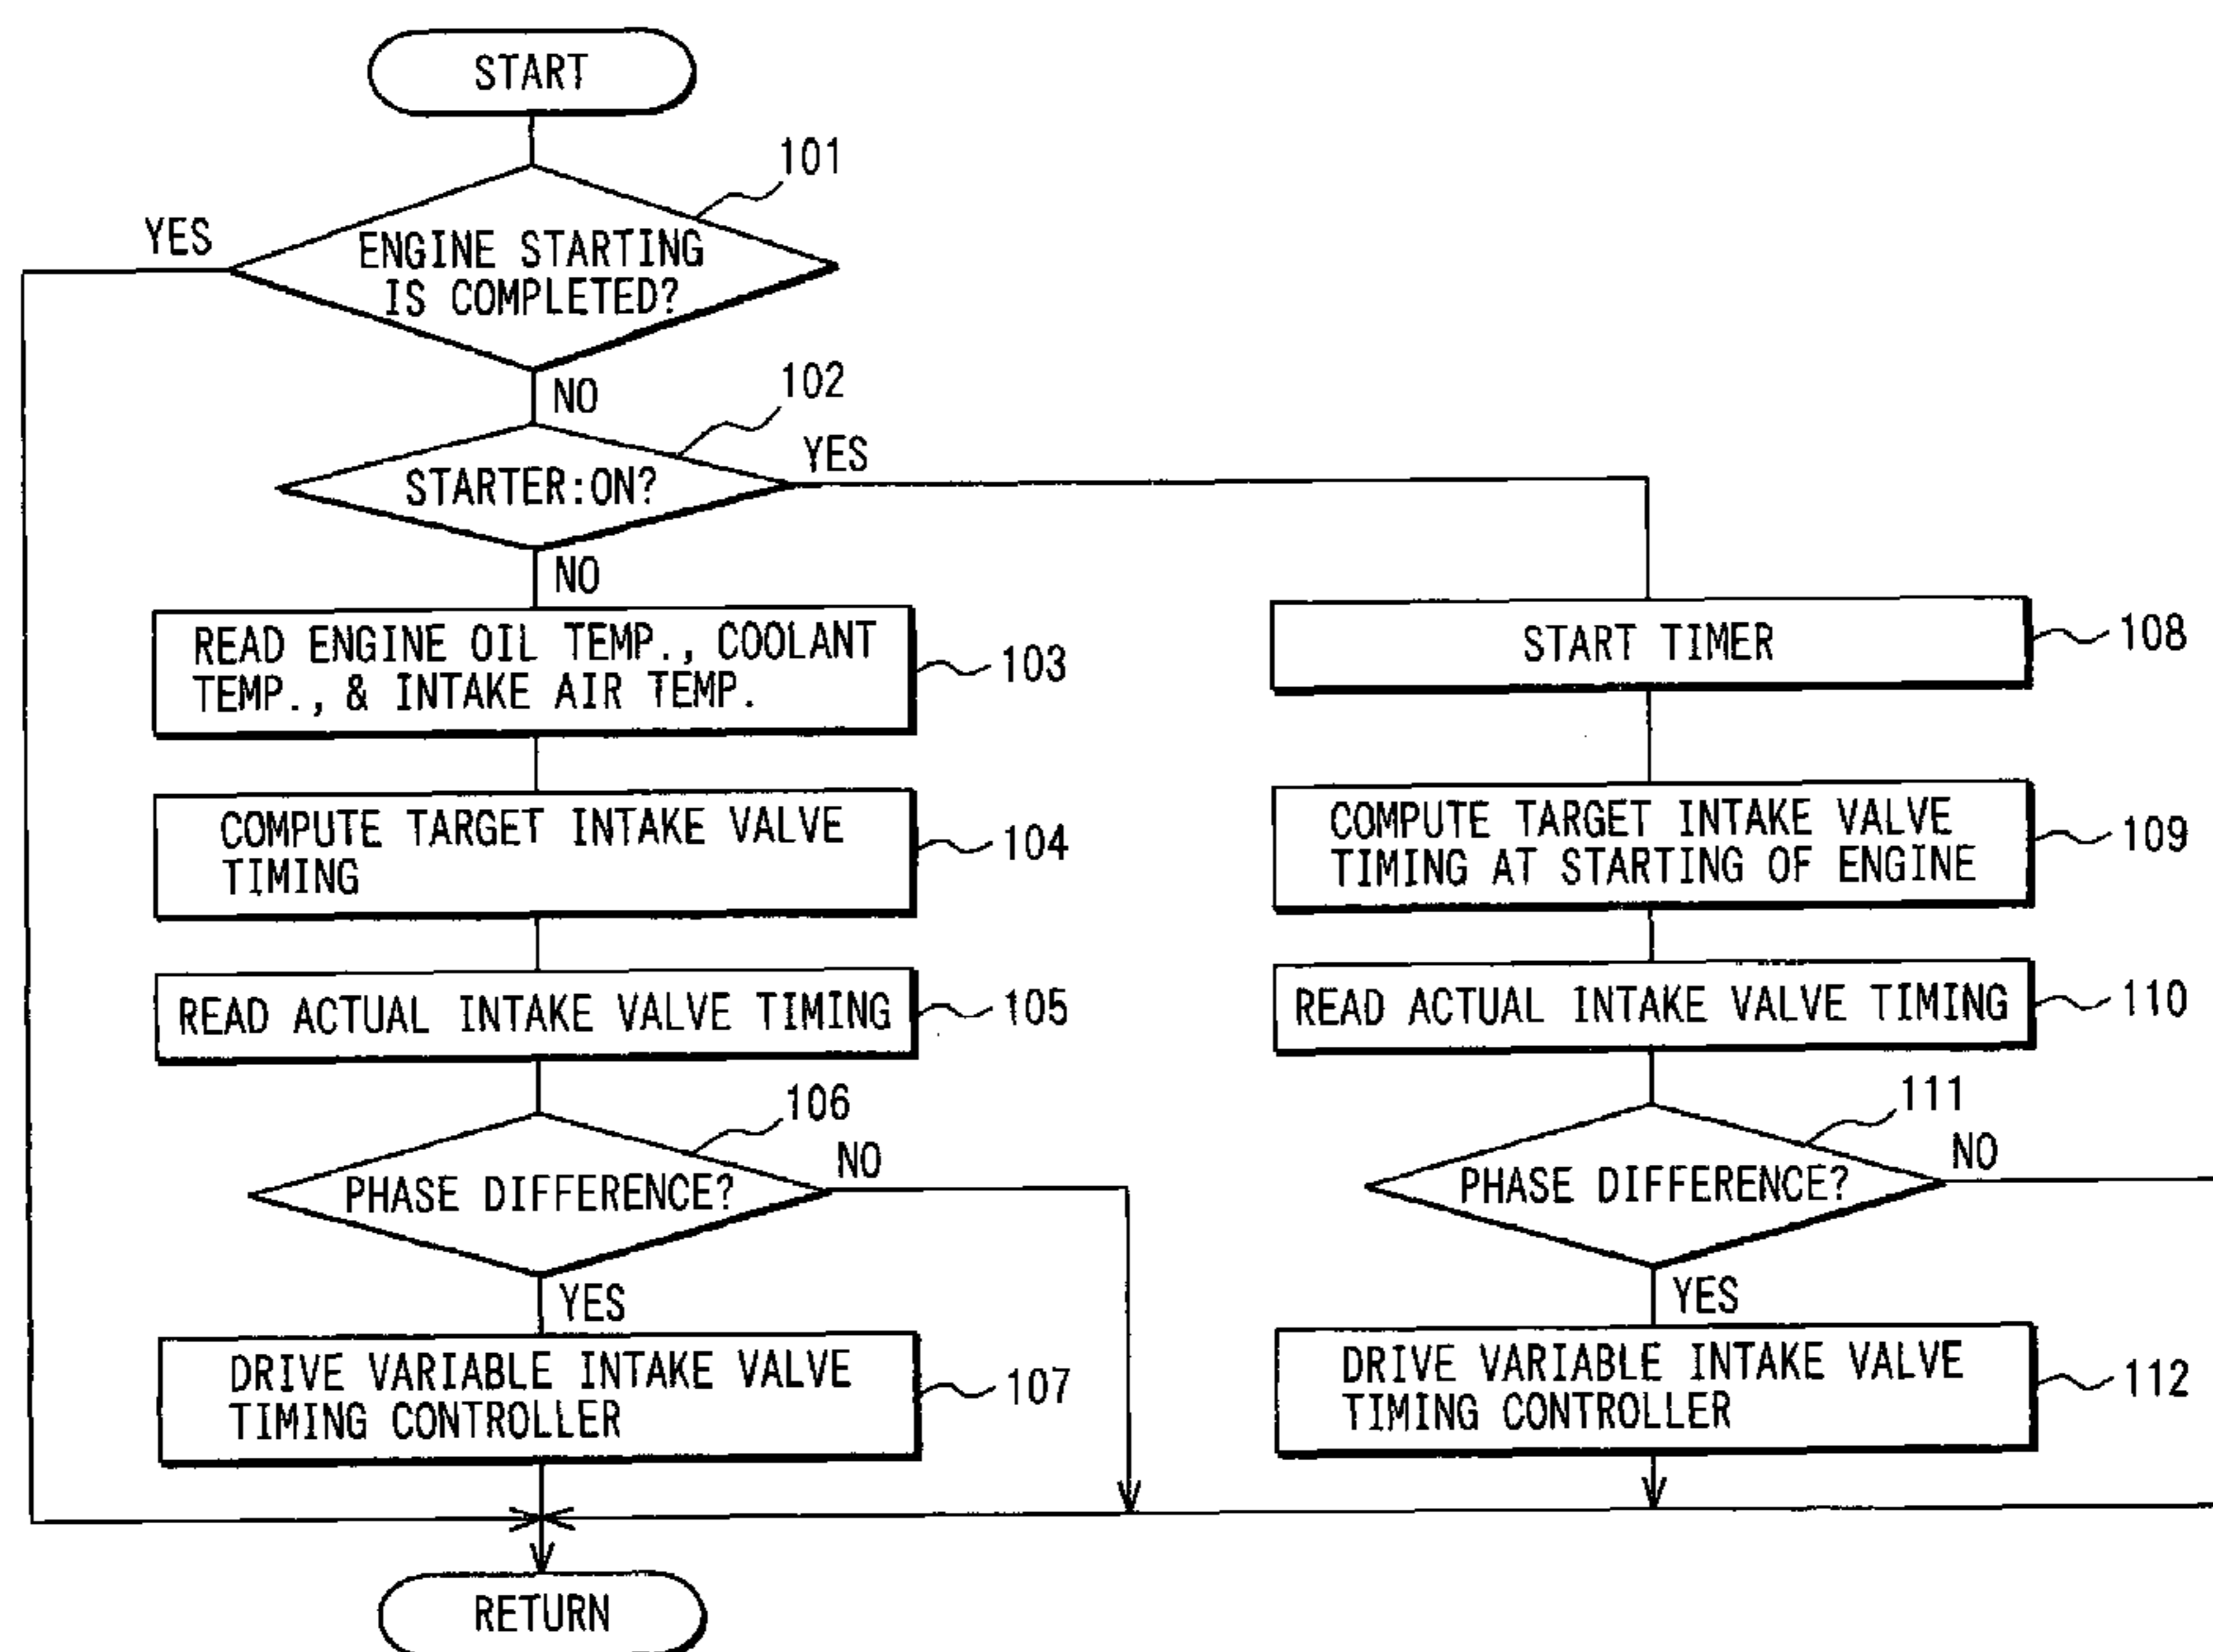 START
101
YES
ENGINE STARTING
IS COMPLETED?
NO
102
YES
STARTER:ON?
NO
READ ENGINE OIL TEMP., COOLANT
TEMP., & INTAKE AIR TEMP.
103
COMPUTE TARGET INTAKE VALVE
TIMING
104
READ ACTUAL INTAKE VALVE TIMING
105
106
NO
PHASE DIFFERENCE?
YES
DRIVE VARIABLE INTAKE VALVE
TIMING CONTROLLER
107
START TIMER
108
COMPUTE TARGET INTAKE VALVE
TIMING AT STARTING OF ENGINE
109
READ ACTUAL INTAKE VALVE TIMING
110
111
NO
PHASE DIFFERENCE?
YES
DRIVE VARIABLE INTAKE VALVE
TIMING CONTROLLER
112
RETURN